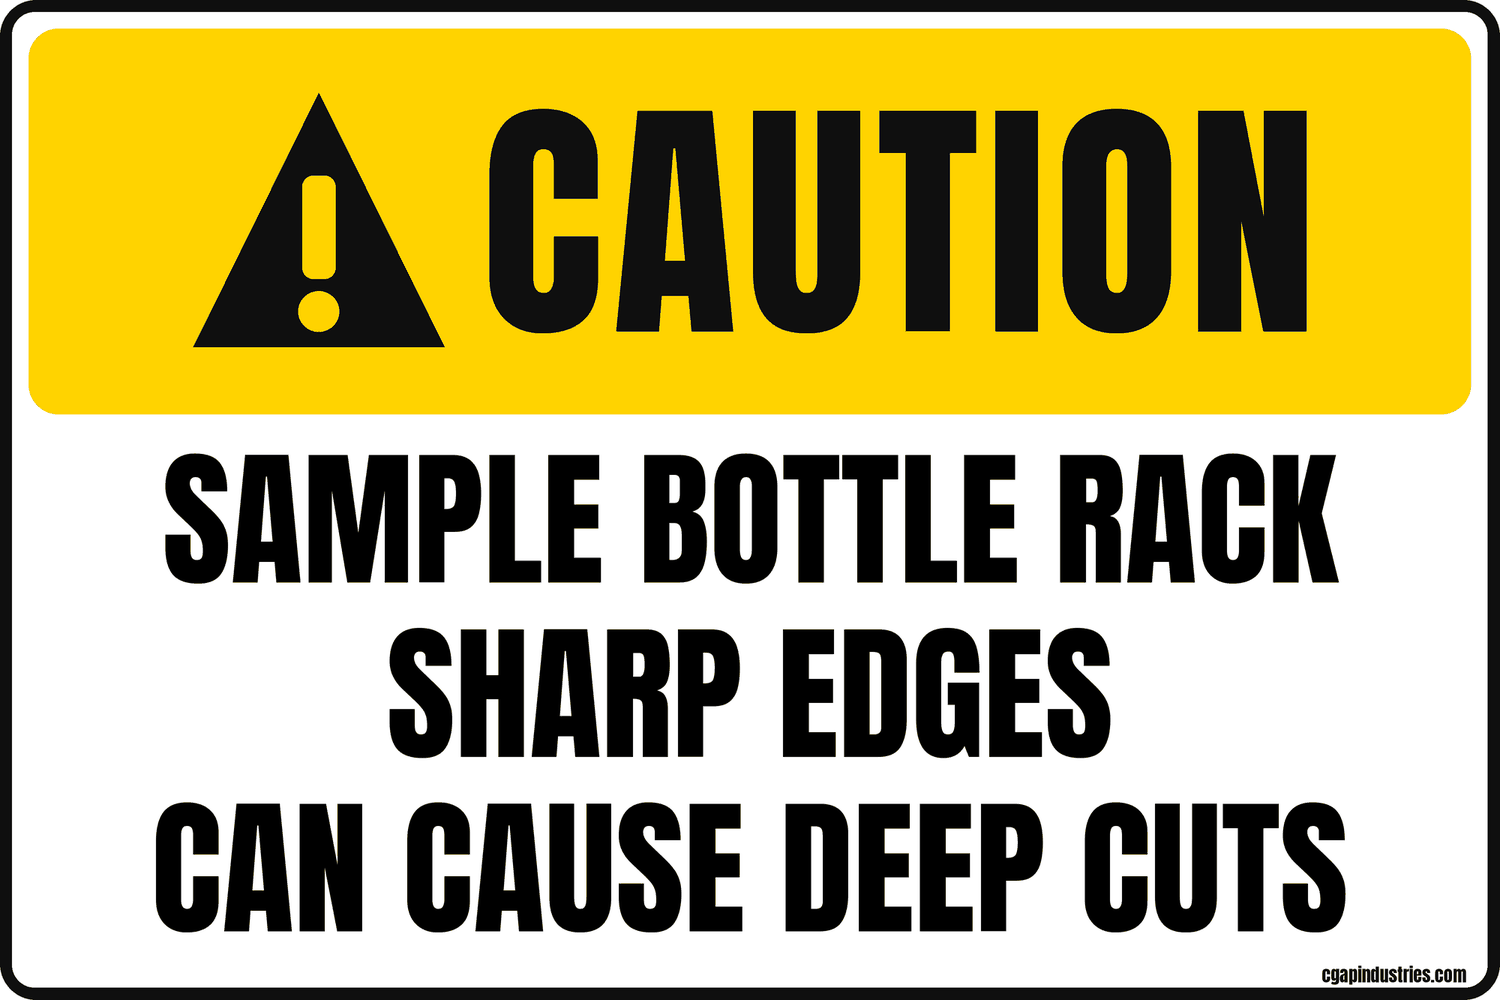 CAUTION
SAMPLE BOTTLE RACK
SHARP EDGES
CAN CAUSE DEEP CUTS
cgapindustries.com